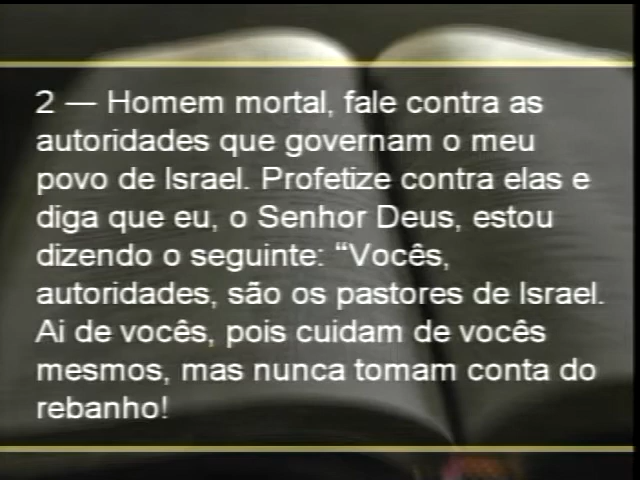 2 — Homem mortal, fale contra as
autoridades que governam o meu
povo de Israel. Profetize contra elas e
diga que eu, o Senhor Deus, estou
dizendo o seguinte: “Vocês,
autoridades, são os pastores de Israel.
Ai de vocês, pois cuidam de vocês
mesmos, mas nunca tomam conta do
rebanho!